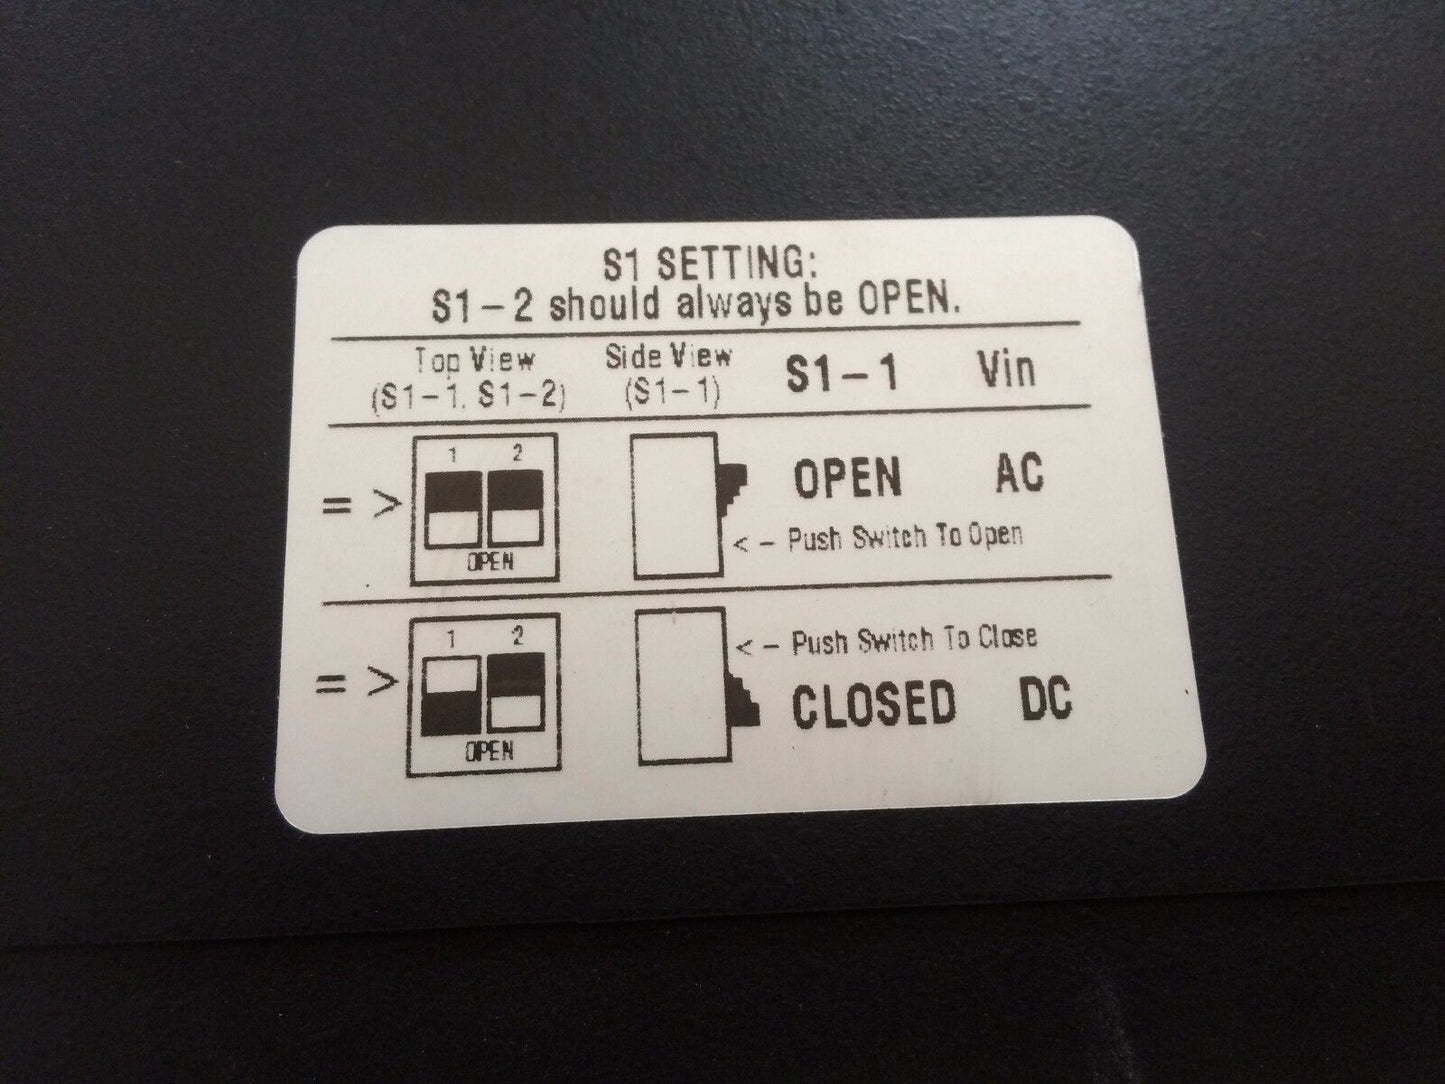 S1 SETTING:
S1-2 should always be OPEN.
Top View Side View S1-1 Vin
(S1-1, S1-2) (S1-1)
1 2
=> OPEN AC
<- Push Switch To Open
OPEN
1 2
<- Push Switch To Close
=> CLOSED DC
OPEN